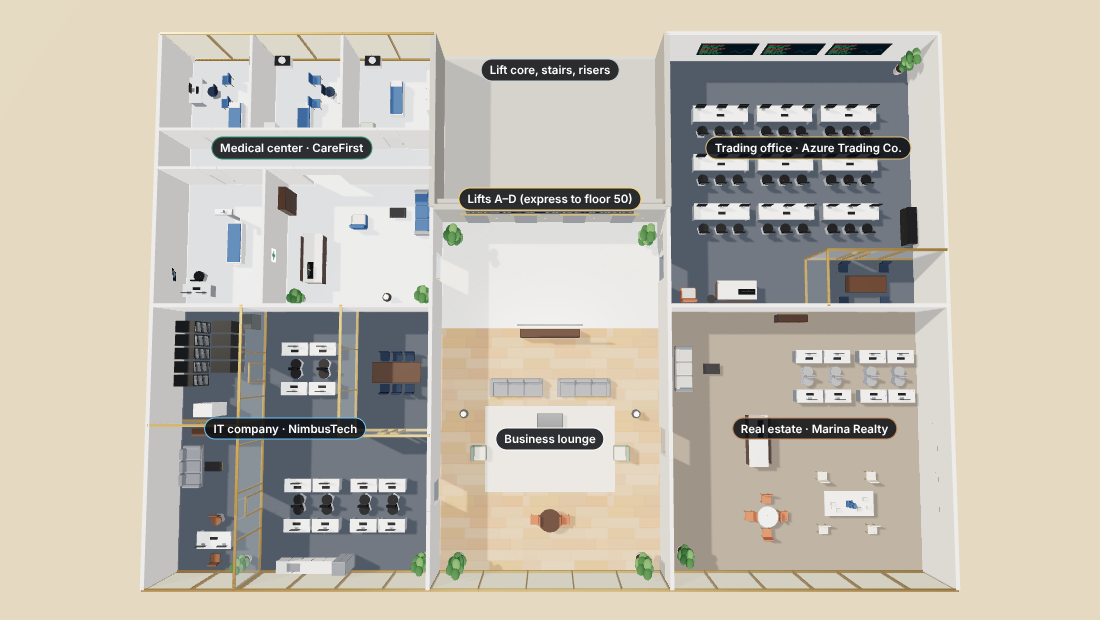 Lift core, stairs, risers
Medical center · CareFirst
Trading office · Azure Trading Co.
Lifts A–D (express to floor 50)
IT company · NimbusTech
Business lounge
Real estate · Marina Realty